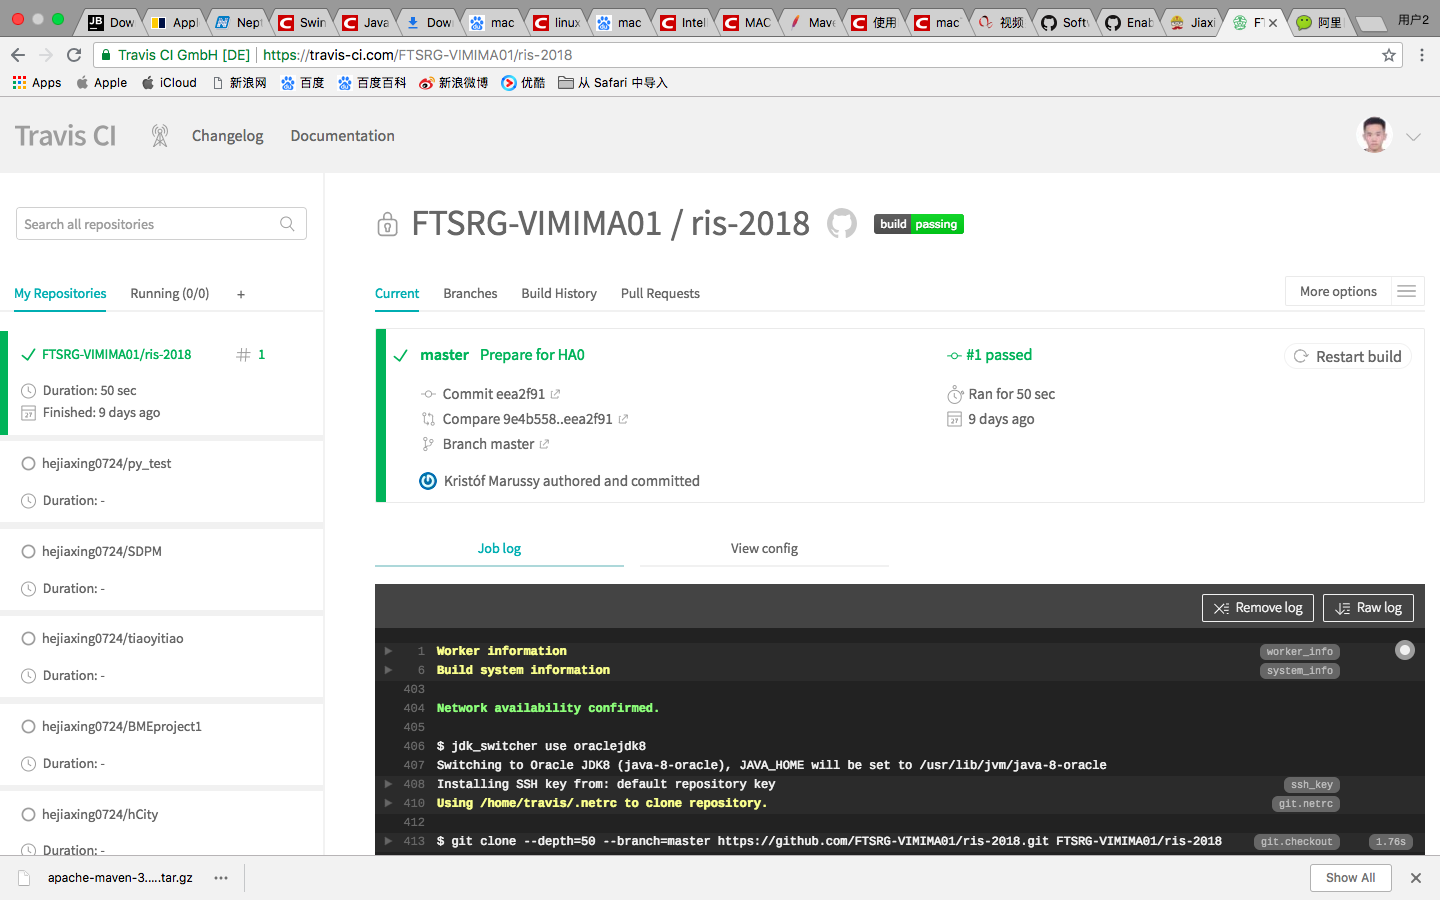 Dow
Appl
Nept
Swin
Java
Dow
mac
linux
mac
Intel
MAC
Mave
使用
mac
视频
Softw
Enab
Jiaxi
FT
阿里
用户2
Travis CI GmbH [DE] https://travis-ci.com/FTSRG-VIMIMA01/ris-2018
Apps Apple iCloud 新浪网 百度 百度百科 新浪微博 优酷 从 Safari 中导入
Travis CI Changelog Documentation
Search all repositories
My Repositories Running (0/0) +
FTSRG-VIMIMA01/ris-2018 # 1
Duration: 50 sec
Finished: 9 days ago
hejiaxing0724/py_test
Duration: -
hejiaxing0724/SDPM
Duration: -
hejiaxing0724/tiaoyitiao
Duration: -
hejiaxing0724/BMEproject1
Duration: -
hejiaxing0724/hCity
Duration: -
FTSRG-VIMIMA01 / ris-2018 build passing
Current Branches Build History Pull Requests More options
master Prepare for HA0
Commit eea2f91
Compare 9e4b558..eea2f91
Branch master
Kristóf Marussy authored and committed
#1 passed
Ran for 50 sec
9 days ago
Restart build
Job log View config
Remove log Raw log
1 Worker information worker_info
6 Build system information system_info
403
404 Network availability confirmed.
405
406 $ jdk_switcher use oraclejdk8
407 Switching to Oracle JDK8 (java-8-oracle), JAVA_HOME will be set to /usr/lib/jvm/java-8-oracle
408 Installing SSH key from: default repository key ssh_key
410 Using /home/travis/.netrc to clone repository. git.netrc
412
413 $ git clone --depth=50 --branch=master https://github.com/FTSRG-VIMIMA01/ris-2018.git FTSRG-VIMIMA01/ris-2018 git.checkout 1.76s
apache-maven-3.....tar.gz
Show All